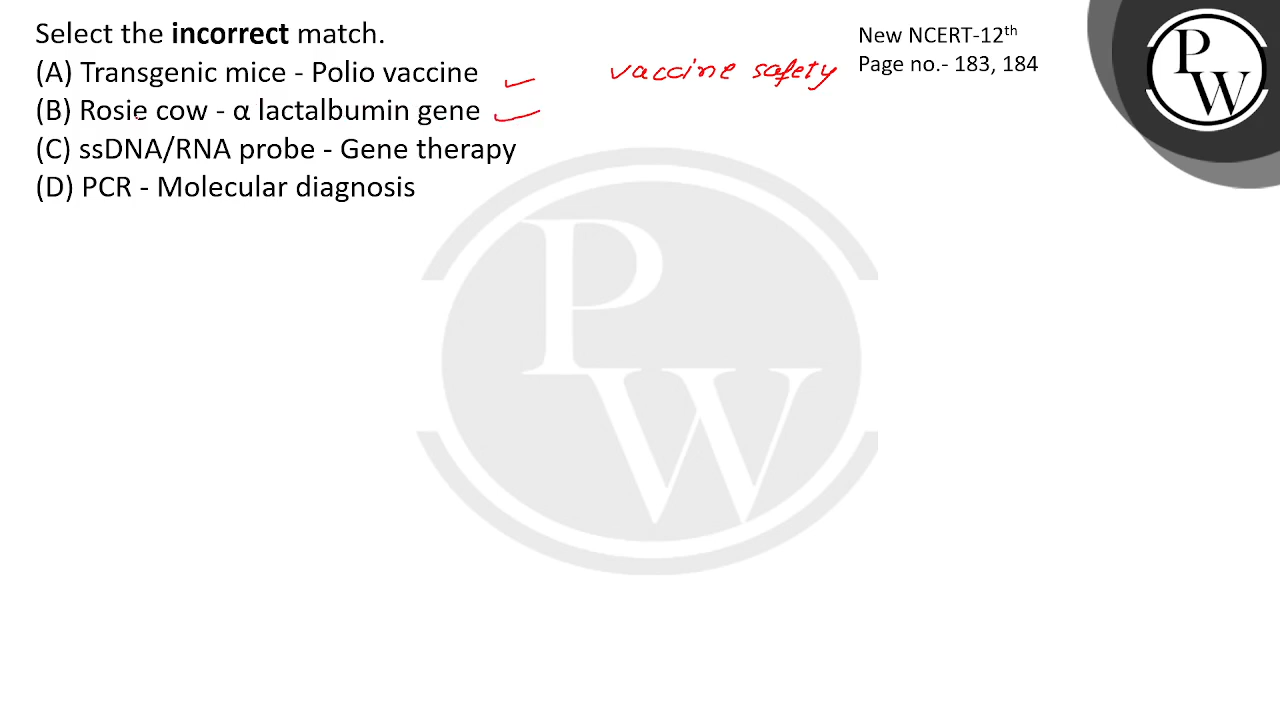 Select the incorrect match.
(A) Transgenic mice - Polio vaccine
(B) Rosie cow - α lactalbumin gene
(C) ssDNA/RNA probe - Gene therapy
(D) PCR - Molecular diagnosis
vaccine safety
New NCERT-12th
Page no.- 183, 184
PW
PW